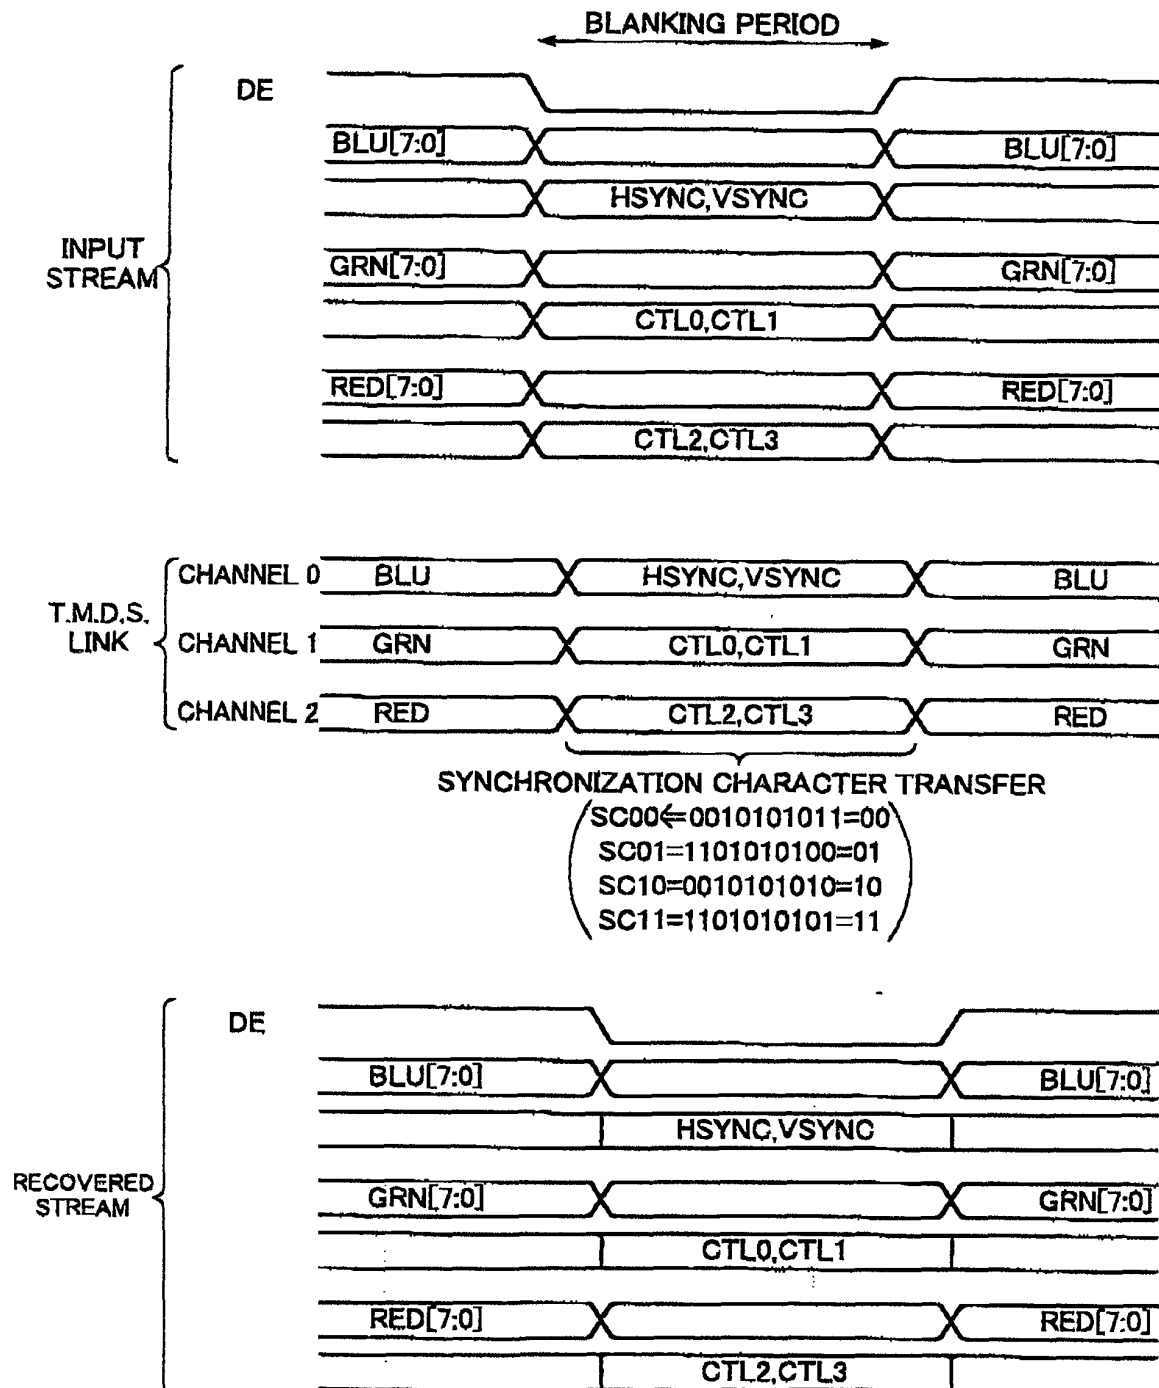 BLANKING PERIOD
DE
BLU[7:0] BLU[7:0]
HSYNC,VSYNC
INPUT
STREAM
GRN[7:0] GRN[7:0]
CTL0,CTL1
RED[7:0] RED[7:0]
CTL2,CTL3
T.M.D.S.
LINK
CHANNEL 0 BLU HSYNC,VSYNC BLU
CHANNEL 1 GRN CTL0,CTL1 GRN
CHANNEL 2 RED CTL2,CTL3 RED
SYNCHRONIZATION CHARACTER TRANSFER
SC00⇐0010101011=00
SC01=1101010100=01
SC10=0010101010=10
SC11=1101010101=11
DE
BLU[7:0] BLU[7:0]
HSYNC,VSYNC
RECOVERED
STREAM
GRN[7:0] GRN[7:0]
CTL0,CTL1
RED[7:0] RED[7:0]
CTL2,CTL3